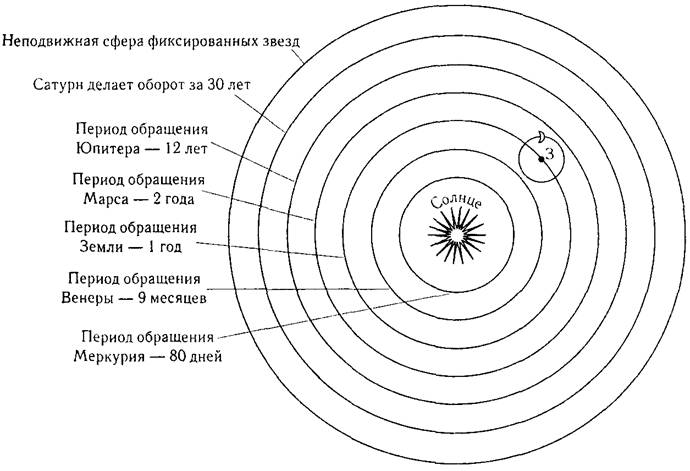 Неподвижная сфера фиксированных звезд
Сатурн делает оборот за 30 лет
Период обращения
Юпитера — 12 лет
Период обращения
Марса — 2 года
Период обращения
Земли — 1 год
Период обращения
Венеры — 9 месяцев
Период обращения
Меркурия — 80 дней
Солнце
З